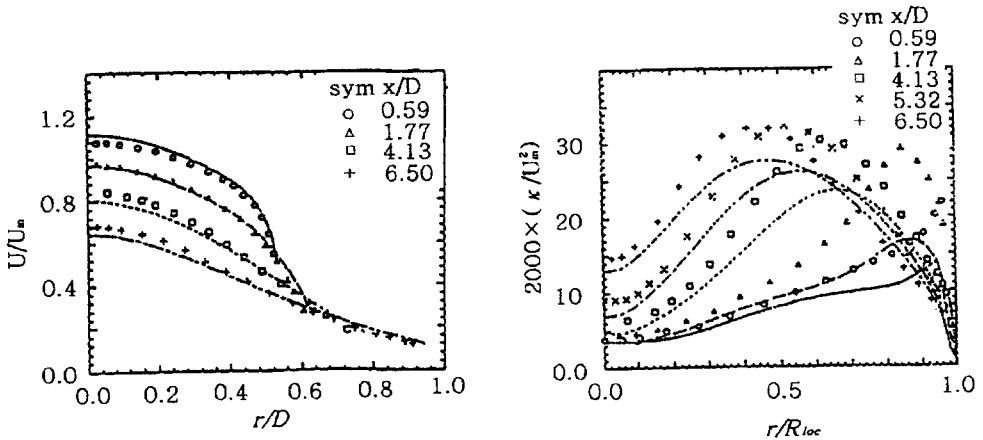 sym x/D
○ 0.59
△ 1.77
□ 4.13
+ 6.50
1.2
0.8
0.4
0.0
U/Um
0.0 0.2 0.4 0.6 0.8 1.0
r/D
sym x/D
○ 0.59
△ 1.77
□ 4.13
× 5.32
+ 6.50
30
20
10
0.0
2000×(κ/U²m)
0.0 0.5 1.0
r/Rloc